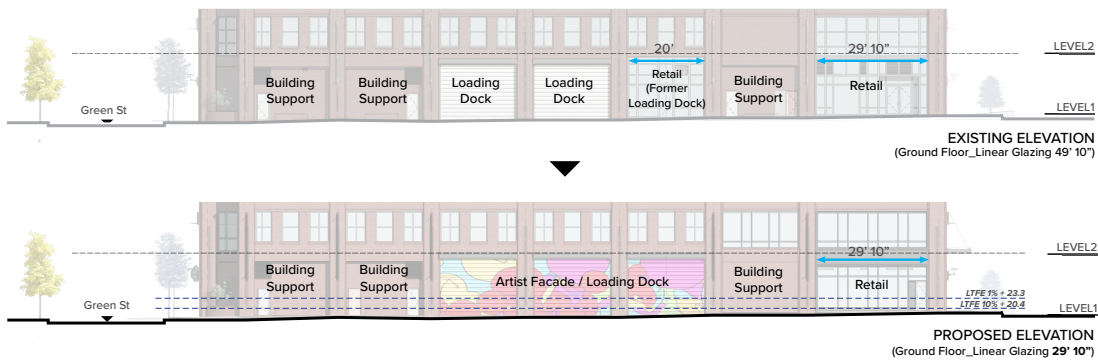 LEVEL2
20’
29’ 10”
Building
Support
Building
Support
Loading
Dock
Loading
Dock
Retail
(Former
Loading Dock)
Building
Support
Retail
Green St
LEVEL1
EXISTING ELEVATION
(Ground Floor_Linear Glazing 49’ 10”)
LEVEL2
29’ 10”
Building
Support
Building
Support
Artist Facade / Loading Dock
Building
Support
Retail
LTFE 1% + 23.3
Green St
LTFE 10% + 20.4
LEVEL1
PROPOSED ELEVATION
(Ground Floor_Linear Glazing 29’ 10”)